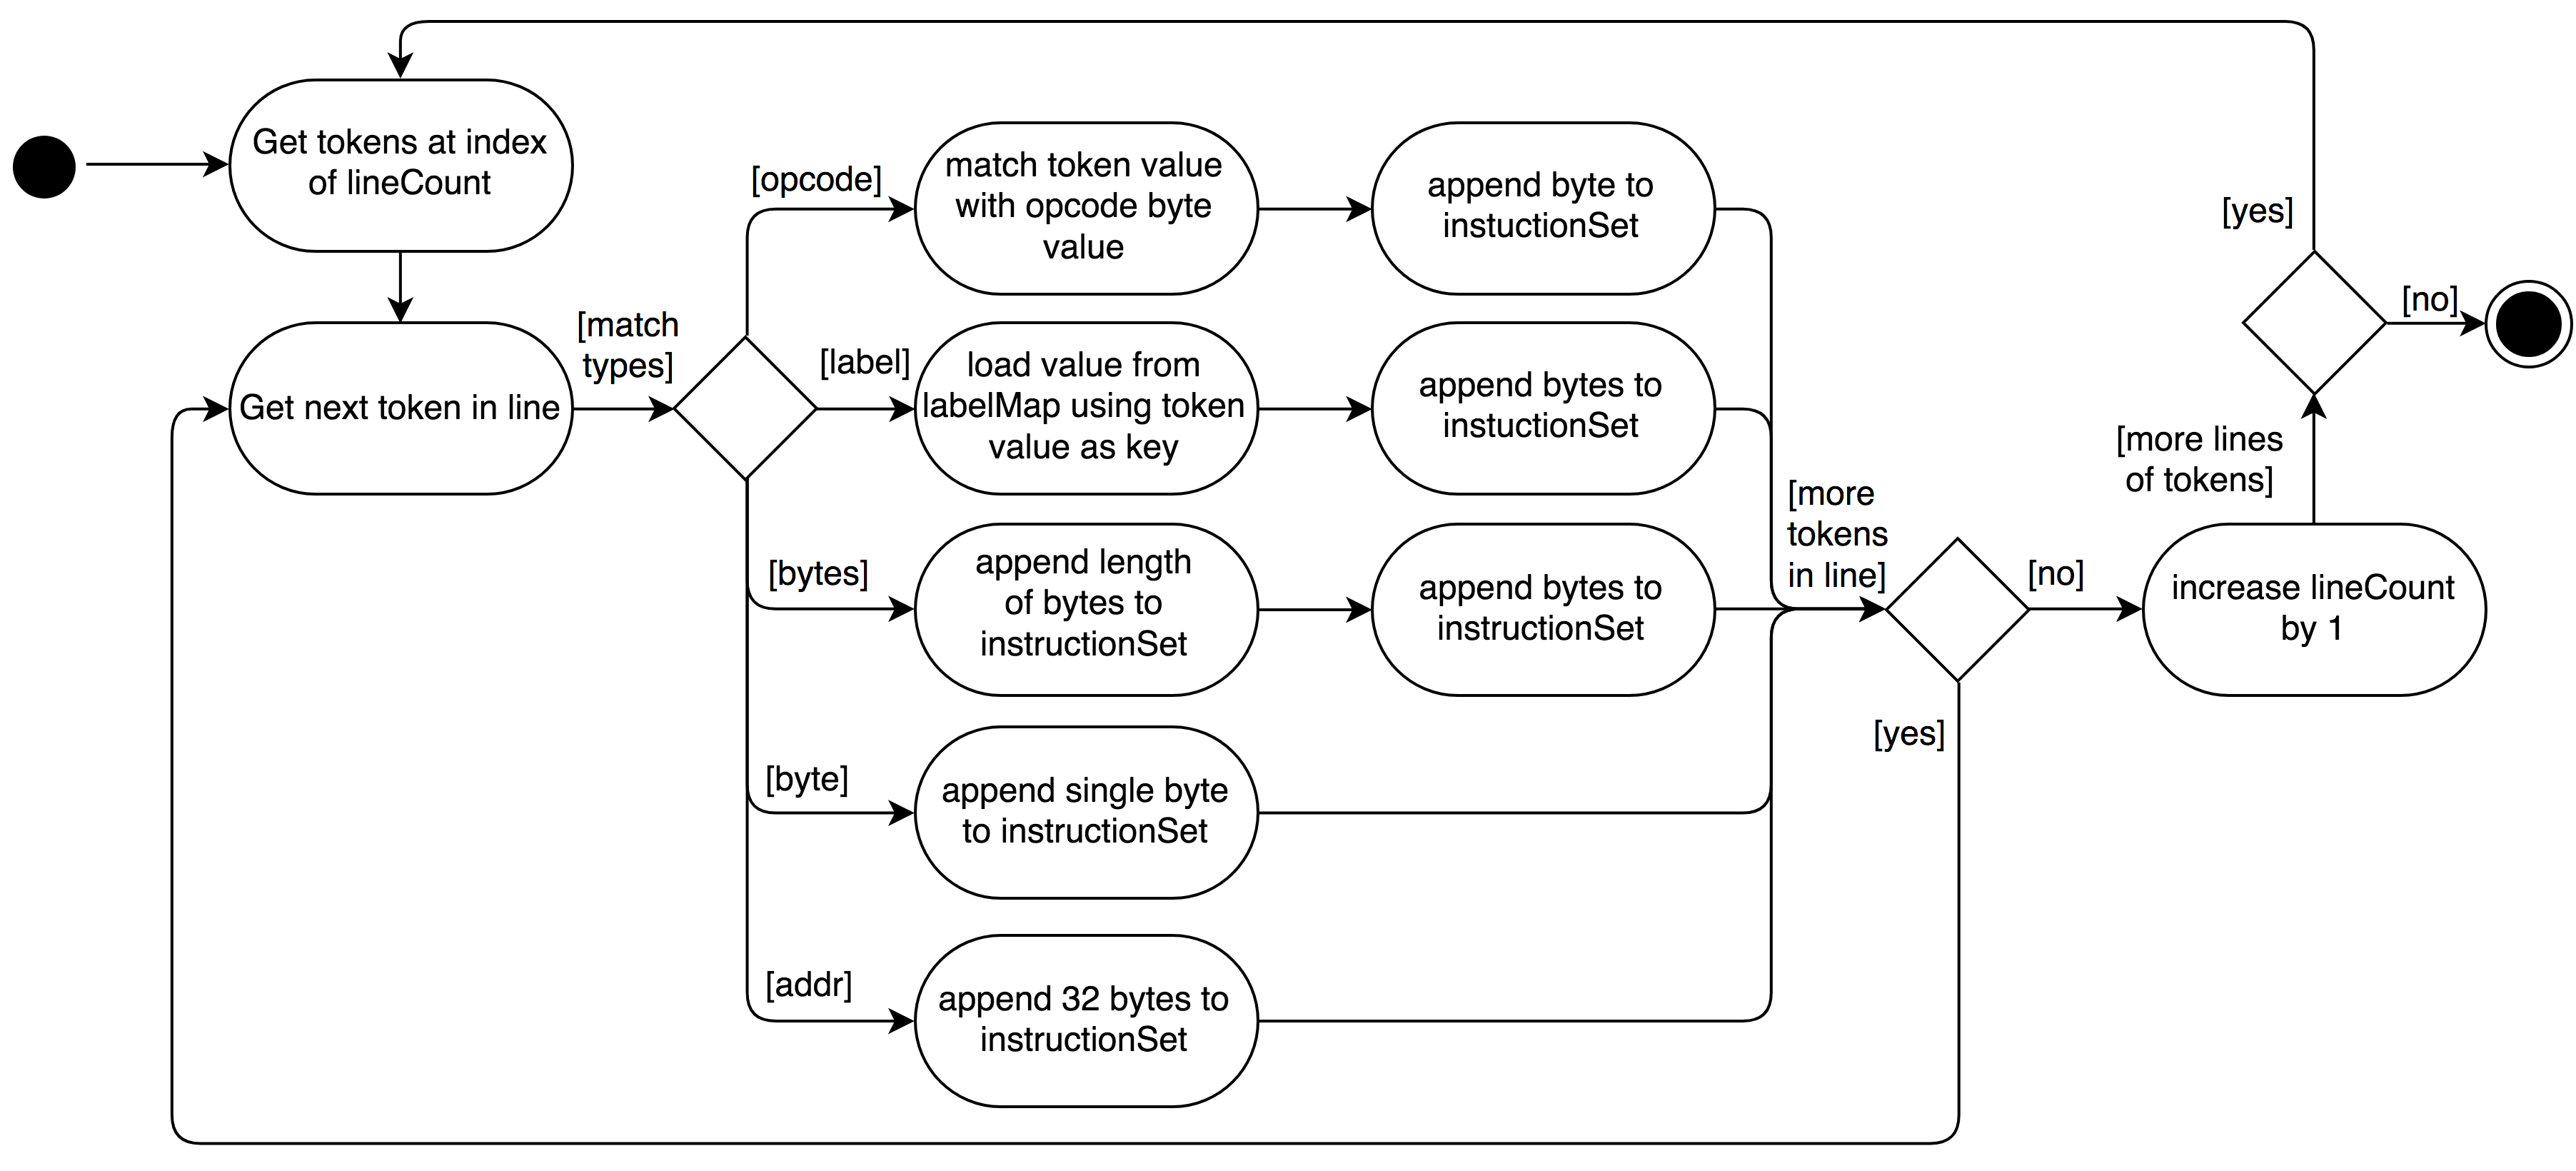 Get tokens at index
of lineCount
Get next token in line
[match
types]
[opcode]
match token value
with opcode byte
value
append byte to
instuctionSet
[label]
load value from
labelMap using token
value as key
append bytes to
instuctionSet
[bytes]
append length
of bytes to
instructionSet
append bytes to
instructionSet
[byte]
append single byte
to instructionSet
[addr]
append 32 bytes to
instructionSet
[more
tokens
in line]
[yes]
[no]
increase lineCount
by 1
[more lines
of tokens]
[yes]
[no]